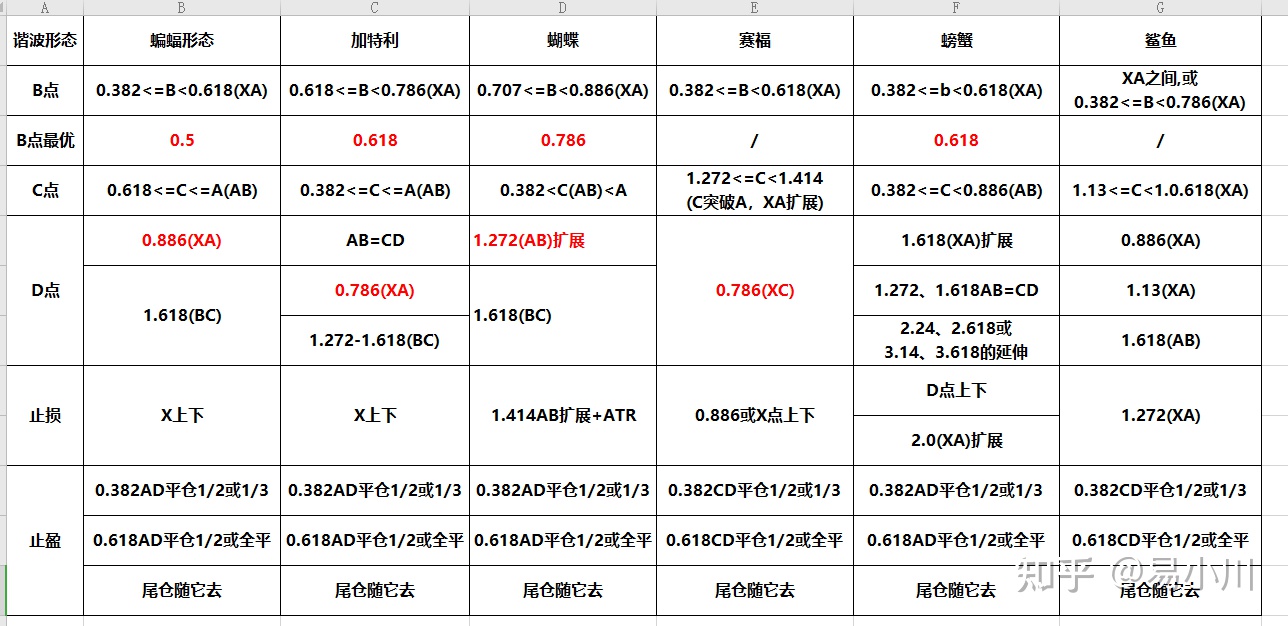 A B C D E F G
谐波形态 蝙蝠形态 加特利 蝴蝶 赛福 螃蟹 鲨鱼
B点 0.382<=B<0.618(XA) 0.618<=B<0.786(XA) 0.707<=B<0.886(XA) 0.382<=B<0.618(XA) 0.382<=b<0.618(XA) XA之间,或
0.382<=B<0.786(XA)
B点最优 0.5 0.618 0.786 / 0.618 /
C点 0.618<=C<=A(AB) 0.382<=C<=A(AB) 0.382<C(AB)<A 1.272<=C<1.414
(C突破A，XA扩展) 0.382<=C<0.886(AB) 1.13<=C<1.0.618(XA)
D点 0.886(XA) AB=CD 1.272(AB)扩展 0.786(XC) 1.618(XA)扩展 0.886(XA)
1.618(BC) 0.786(XA) 1.618(BC) 1.272、1.618AB=CD 1.13(XA)
1.272-1.618(BC) 2.24、2.618或
3.14、3.618的延伸 1.618(AB)
止损 X上下 X上下 1.414AB扩展+ATR 0.886或X点上下 D点上下 1.272(XA)
2.0(XA)扩展
止盈 0.382AD平仓1/2或1/3 0.382AD平仓1/2或1/3 0.382AD平仓1/2或1/3 0.382CD平仓1/2或1/3 0.382AD平仓1/2或1/3 0.382CD平仓1/2或1/3
0.618AD平仓1/2或全平 0.618AD平仓1/2或全平 0.618AD平仓1/2或全平 0.618CD平仓1/2或全平 0.618AD平仓1/2或全平 0.618CD平仓1/2或全平
尾仓随它去 尾仓随它去 尾仓随它去 尾仓随它去 尾仓随它去 尾仓随它去
知乎 @易小川